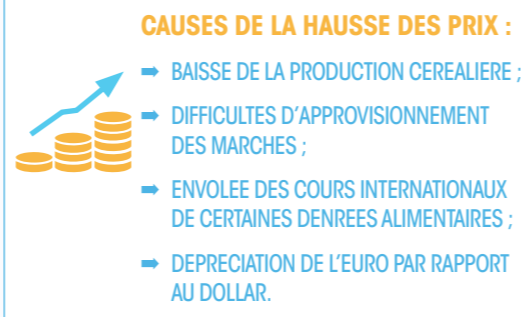 CAUSES DE LA HAUSSE DES PRIX :
➡ BAISSE DE LA PRODUCTION CEREALIERE ;
➡ DIFFICULTES D'APPROVISIONNEMENT
DES MARCHES ;
➡ ENVOLEE DES COURS INTERNATIONAUX
DE CERTAINES DENREES ALIMENTAIRES ;
➡ DEPRECIATION DE L'EURO PAR RAPPORT
AU DOLLAR.